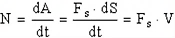 N = dA/dt = F_s · dS/dt = F_s · V